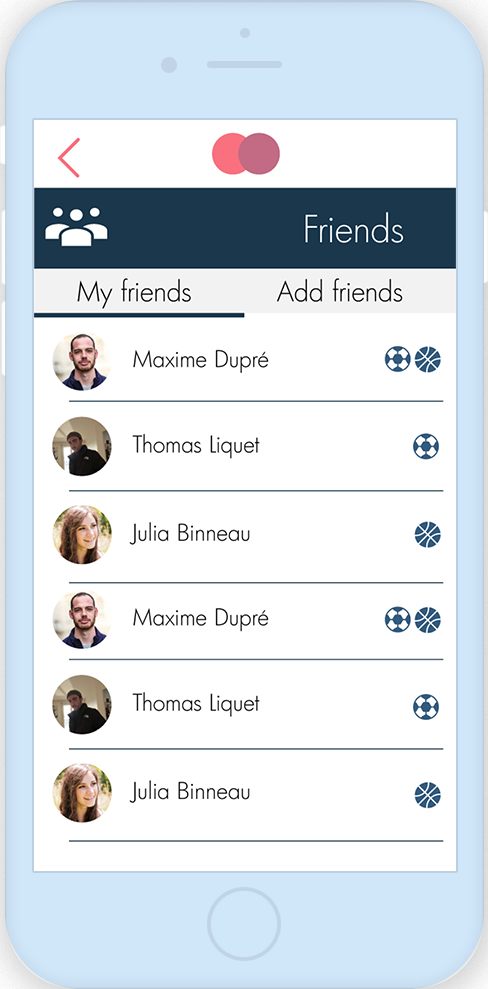 Friends
My friends Add friends
Maxime Dupré
Thomas Liquet
Julia Binneau
Maxime Dupré
Thomas Liquet
Julia Binneau